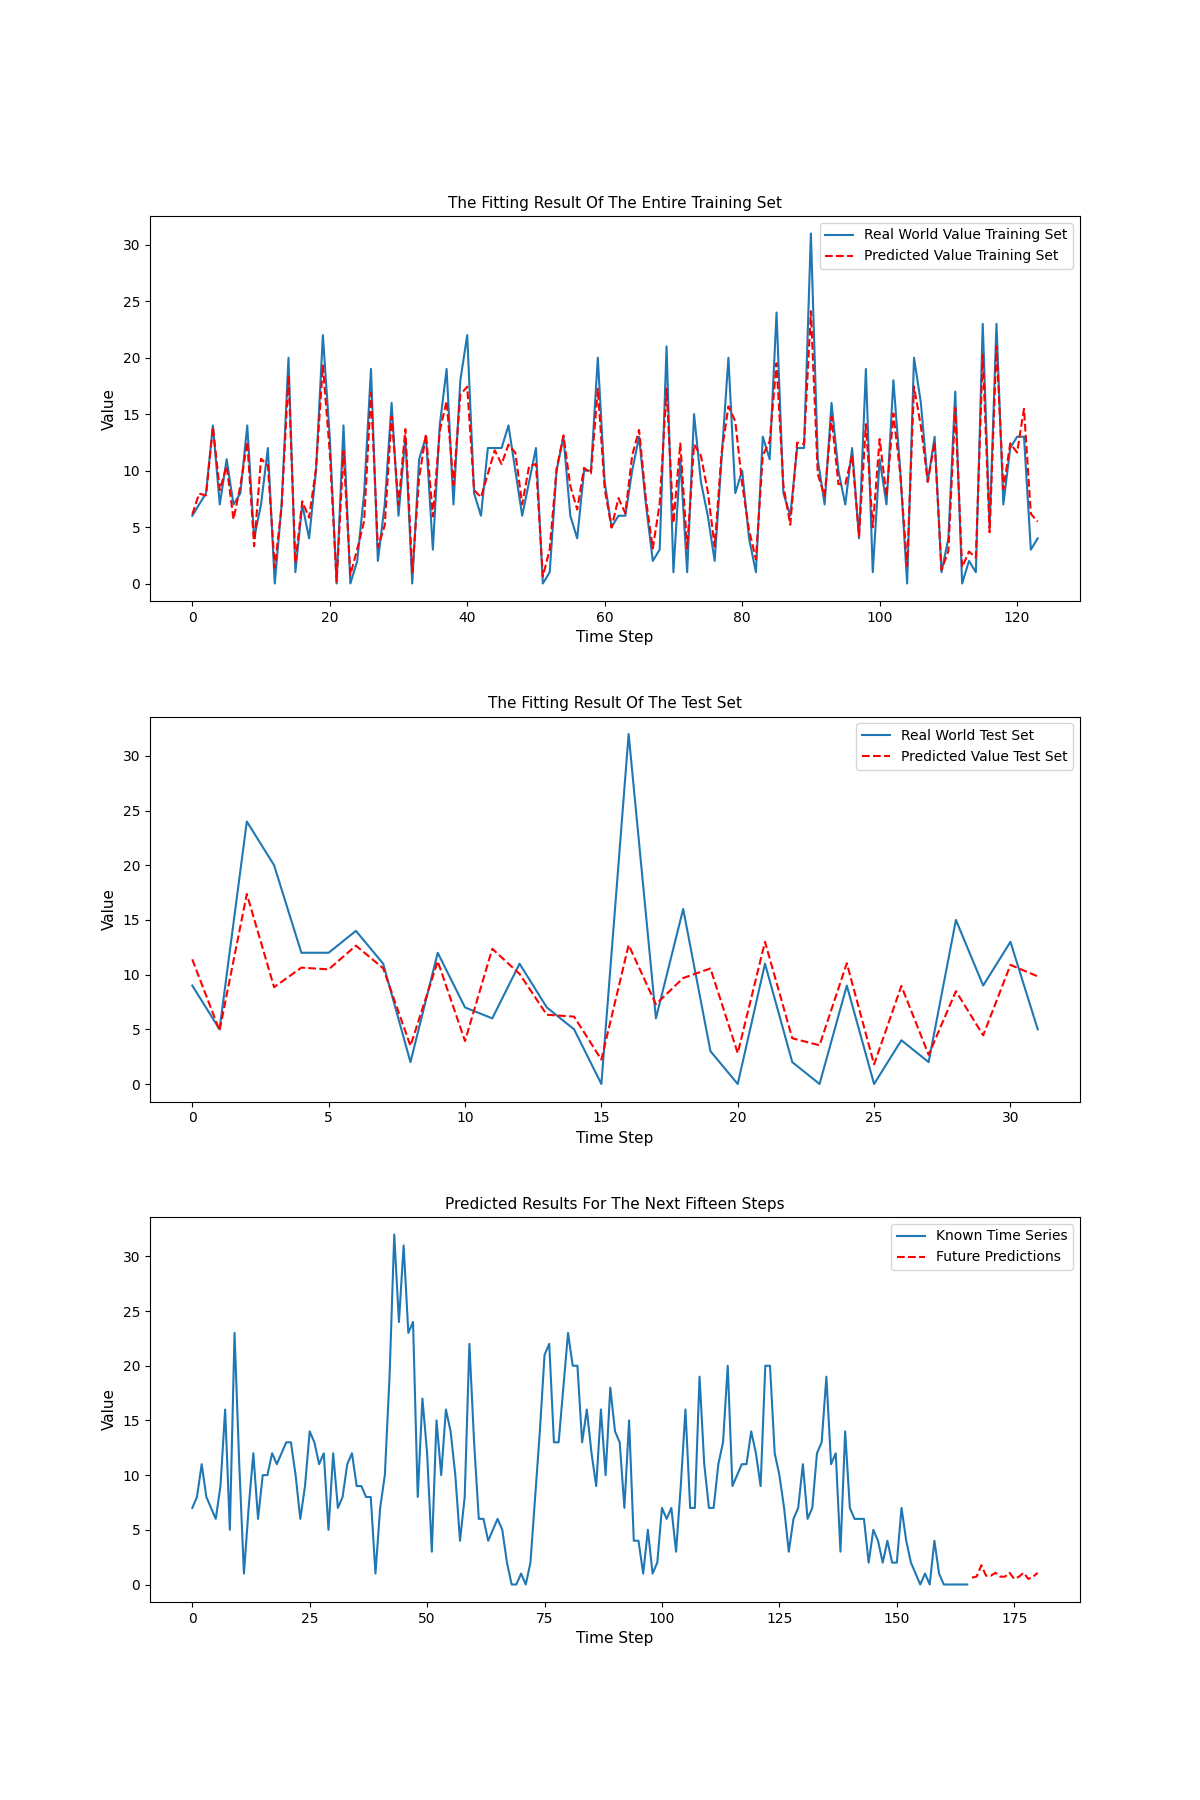 The Fitting Result Of The Entire Training Set
Real World Value Training Set
Predicted Value Training Set
Value
30
25
20
15
10
5
0
0 20 40 60 80 100 120
Time Step
The Fitting Result Of The Test Set
Real World Test Set
Predicted Value Test Set
Value
30
25
20
15
10
5
0
0 5 10 15 20 25 30
Time Step
Predicted Results For The Next Fifteen Steps
Known Time Series
Future Predictions
Value
30
25
20
15
10
5
0
0 25 50 75 100 125 150 175
Time Step